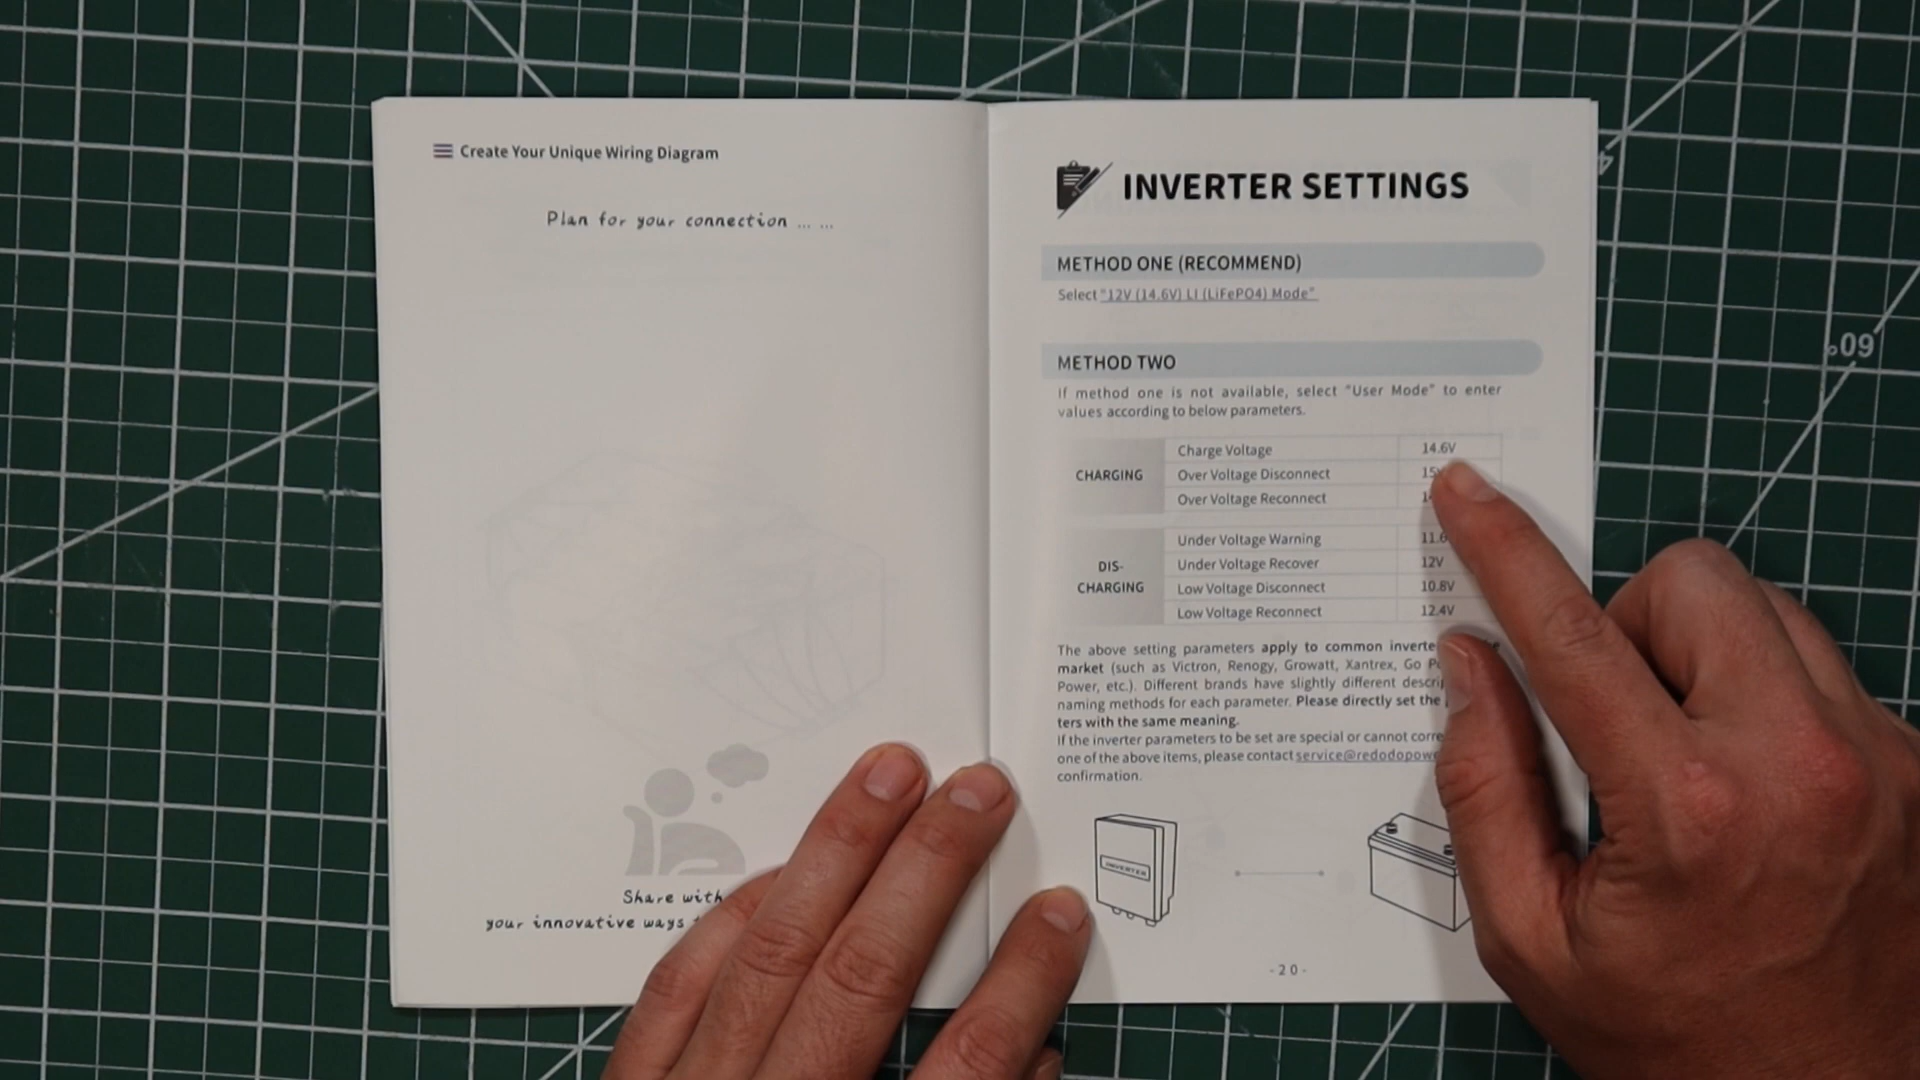 Create Your Unique Wiring Diagram
Plan for your connection ... ...
Share with
your innovative ways
INVERTER SETTINGS
METHOD ONE (RECOMMEND)
Select "12V (14.6V) LI (LiFePO4) Mode"
METHOD TWO
If method one is not available, select "User Mode" to enter
values according to below parameters.
CHARGING
Charge Voltage 14.6V
Over Voltage Disconnect
Over Voltage Reconnect
DIS-
CHARGING
Under Voltage Warning
Under Voltage Recover 12V
Low Voltage Disconnect 10.8V
Low Voltage Reconnect 12.4V
The above setting parameters apply to common
market (such as Victron, Renogy, Growatt, Xantrex, Go
Power, etc.). Different brands have slightly different
naming methods for each parameter. Please directly set the
ters with the same meaning.
If the inverter parameters to be set are special or cannot
one of the above items, please contact
confirmation.
INVERTER
-20-
60°
4